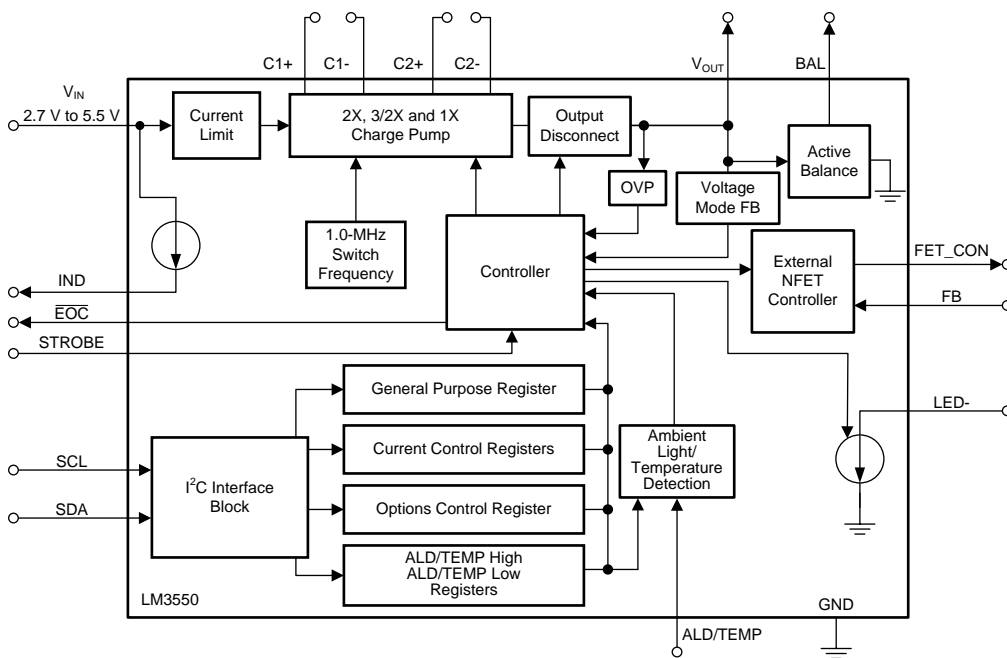 C1+ C1- C2+ C2-
V_OUT BAL
V_IN
2.7 V to 5.5 V
Current
Limit
2X, 3/2X and 1X
Charge Pump
Output
Disconnect
Active
Balance
OVP
Voltage
Mode FB
1.0-MHz
Switch
Frequency
Controller
External
NFET
Controller
FET_CON
FB
IND
EOC
STROBE
General Purpose Register
Current Control Registers
Ambient
Light/
Temperature
Detection
LED-
SCL
SDA
I²C Interface
Block
Options Control Register
ALD/TEMP High
ALD/TEMP Low
Registers
LM3550
GND
ALD/TEMP